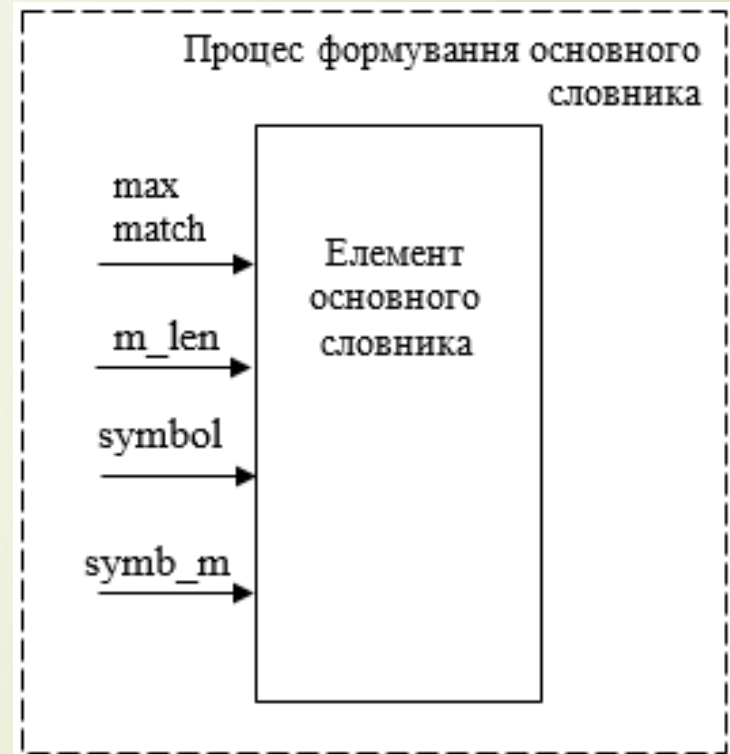 Процес формування основного
словника
max
match
Елемент
основного
словника
m_len
symbol
symb_m